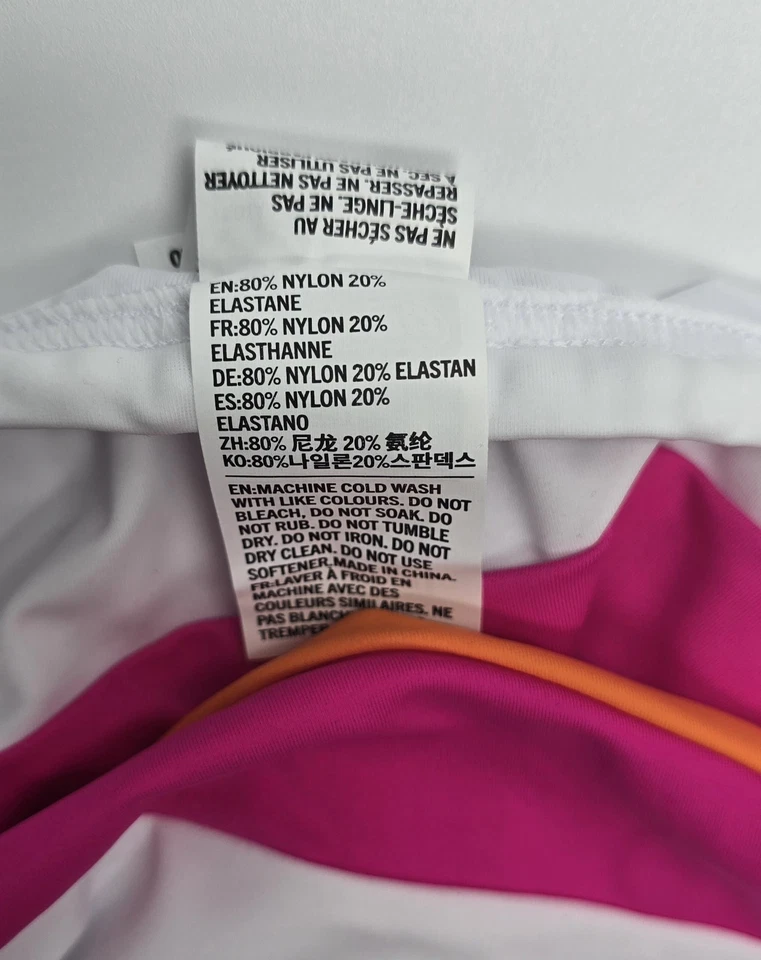 NE PAS SÉCHER AU
SÈCHE-LINGE. NE PAS
REPASSER. NE PAS NETTOYER
À SEC. NE PAS UTILISER
EN:80% NYLON 20%
ELASTANE
FR:80% NYLON 20%
ELASTHANNE
DE:80% NYLON 20% ELASTAN
ES:80% NYLON 20%
ELASTANO
ZH:80% 尼龙 20% 氨纶
KO:80%나일론20%스판덱스
EN:MACHINE COLD WASH
WITH LIKE COLOURS. DO NOT
BLEACH, DO NOT SOAK. DO
NOT RUB. DO NOT TUMBLE
DRY. DO NOT IRON. DO NOT
DRY CLEAN. DO NOT USE
SOFTENER,MADE IN CHINA.
FR:LAVER À FROID EN
MACHINE AVEC DES
COULEURS SIMILAIRES. NE
PAS BLANCH
TREMPER